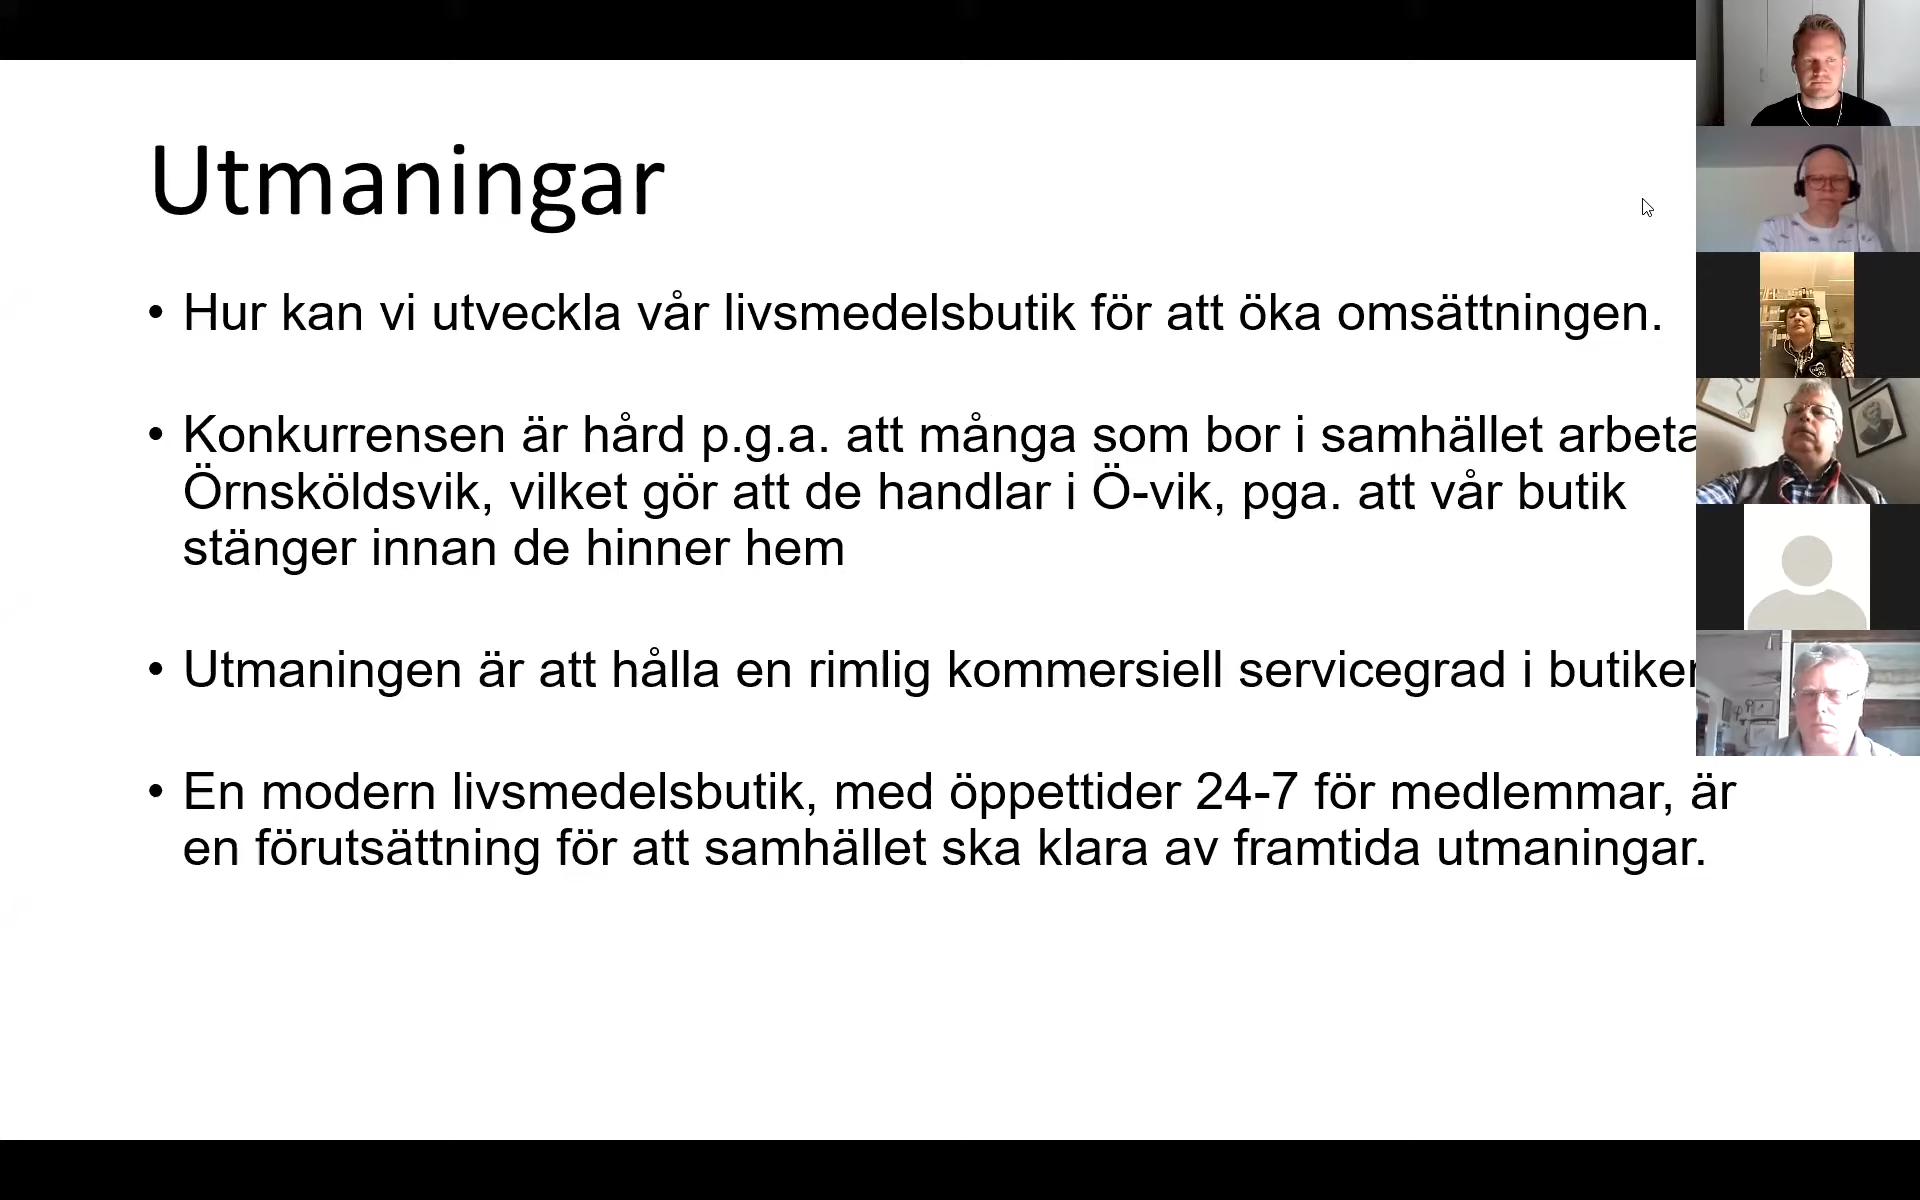 Utmaningar
• Hur kan vi utveckla vår livsmedelsbutik för att öka omsättningen.
• Konkurrensen är hård p.g.a. att många som bor i samhället arbeta
Örnsköldsvik, vilket gör att de handlar i Ö-vik, pga. att vår butik
stänger innan de hinner hem
• Utmaningen är att hålla en rimlig kommersiell servicegrad i butiken
• En modern livsmedelsbutik, med öppettider 24-7 för medlemmar, är
en förutsättning för att samhället ska klara av framtida utmaningar.